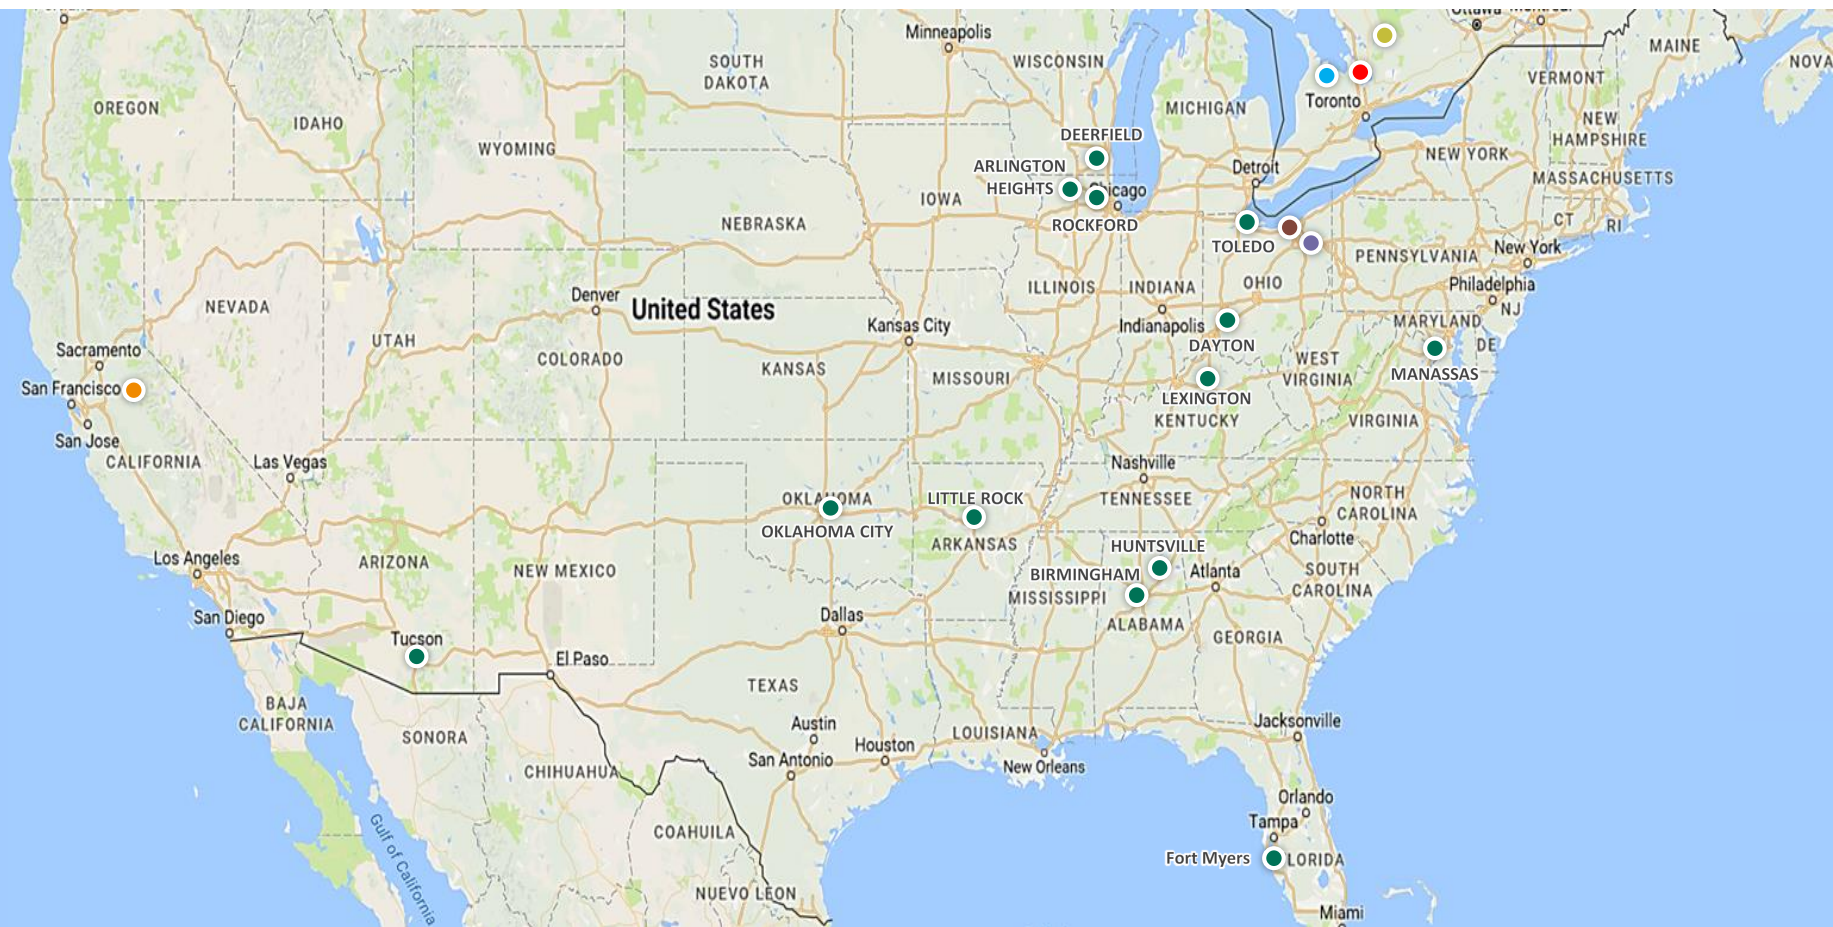 Ottawa
Montreal
Minneapolis
MAINE
SOUTH
DAKOTA
WISCONSIN
NOVA
VERMONT
OREGON
IDAHO
MICHIGAN
Toronto
NEW
HAMPSHIRE
WYOMING
DEERFIELD
NEW YORK
ARLINGTON
HEIGHTS
Chicago
Detroit
MASSACHUSETTS
IOWA
NEBRASKA
ROCKFORD
CT
RI
TOLEDO
New York
PENNSYLVANIA
ILLINOIS
INDIANA
OHIO
Philadelphia
NEVADA
Denver
United States
NJ
Kansas City
Indianapolis
MARYLAND
UTAH
DAYTON
DE
Sacramento
COLORADO
KANSAS
MISSOURI
WEST
VIRGINIA
MANASSAS
San Francisco
LEXINGTON
KENTUCKY
VIRGINIA
San Jose
CALIFORNIA
Las Vegas
Nashville
OKLAHOMA
LITTLE ROCK
TENNESSEE
NORTH
CAROLINA
OKLAHOMA CITY
ARKANSAS
HUNTSVILLE
Charlotte
Los Angeles
ARIZONA
NEW MEXICO
BIRMINGHAM
MISSISSIPPI
Atlanta
SOUTH
CAROLINA
San Diego
Dallas
ALABAMA
GEORGIA
Tucson
El Paso
TEXAS
BAJA
CALIFORNIA
SONORA
Austin
Houston
LOUISIANA
Jacksonville
San Antonio
New Orleans
CHIHUAHUA
Orlando
Tampa
COAHUILA
Gulf of California
Fort Myers
LORIDA
NUEVO LEON
Miami